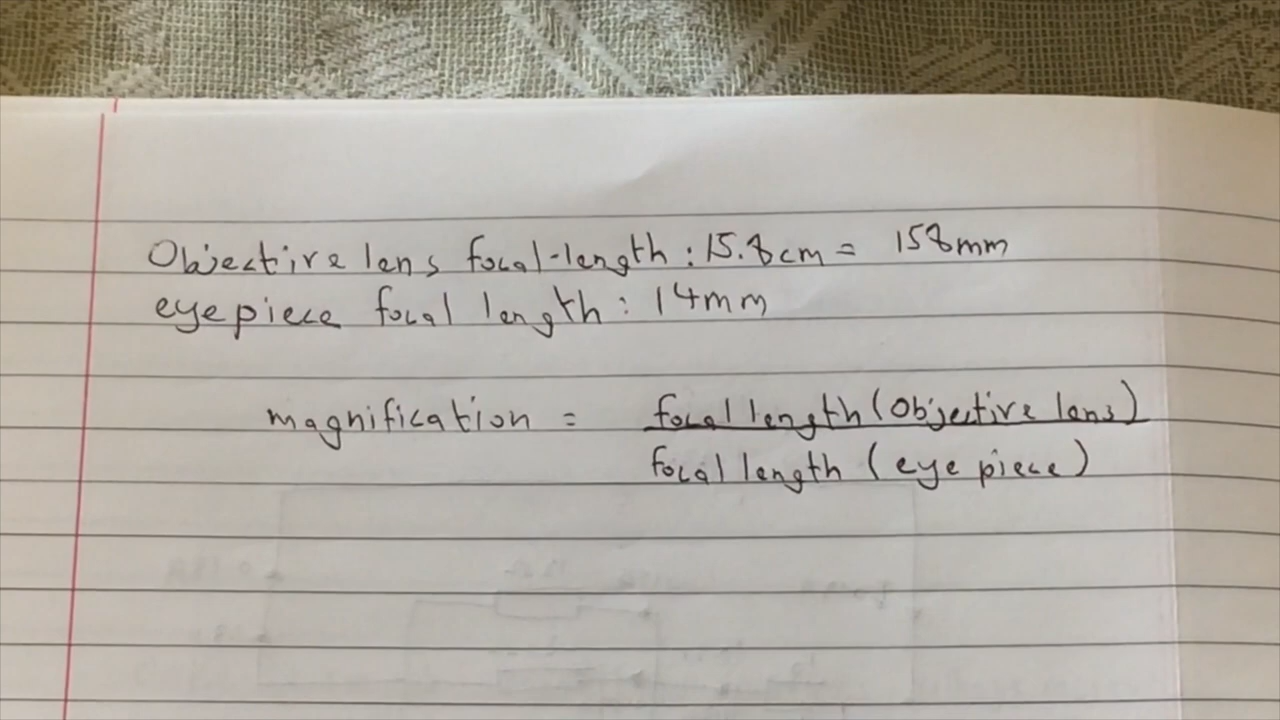 Objective lens focal-length : 15.8cm = 158mm
eyepiece focal length : 14mm
magnification = focal length (Objective lens)
focal length (eye piece)